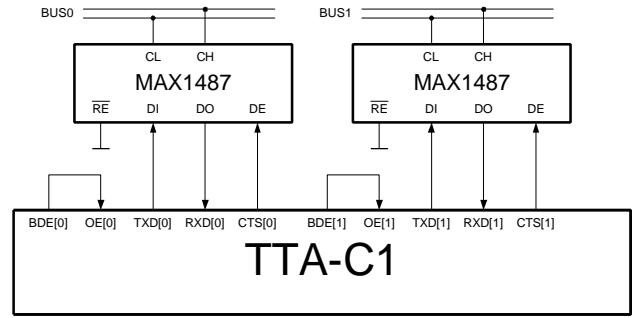 BUS0 BUS1
CL CH CL CH
MAX1487 MAX1487
RE DI DO DE RE DI DO DE
BDE[0] OE[0] TXD[0] RXD[0] CTS[0] BDE[1] OE[1] TXD[1] RXD[1] CTS[1]
TTA-C1